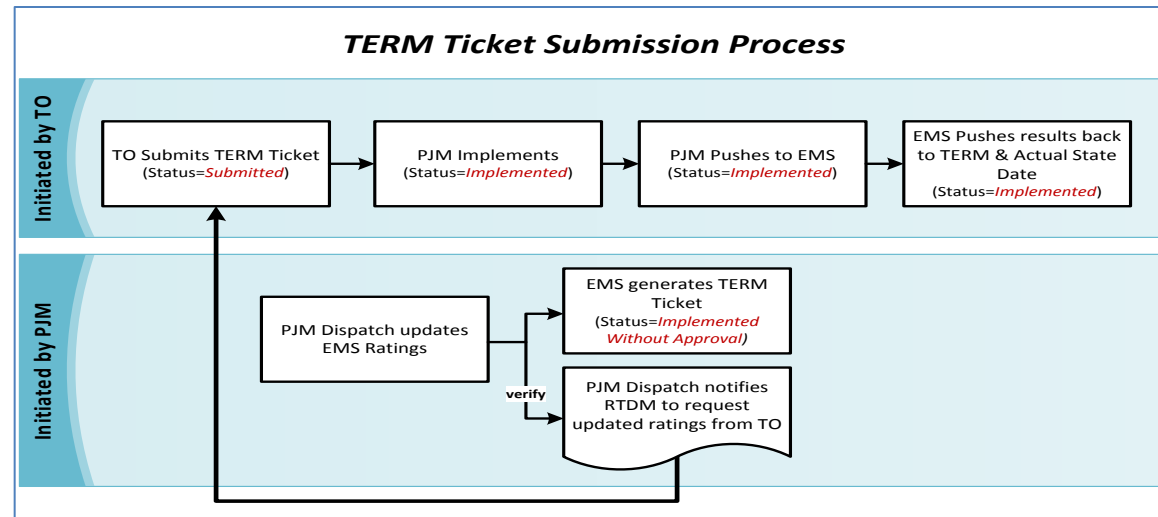 TERM Ticket Submission Process
Initiated by TO
TO Submits TERM Ticket
(Status=Submitted)
PJM Implements
(Status=Implemented)
PJM Pushes to EMS
(Status=Implemented)
EMS Pushes results back
to TERM & Actual State
Date
(Status=Implemented)
Initiated by PJM
PJM Dispatch updates
EMS Ratings
EMS generates TERM
Ticket
(Status=Implemented
Without Approval)
verify
PJM Dispatch notifies
RTDM to request
updated ratings from TO